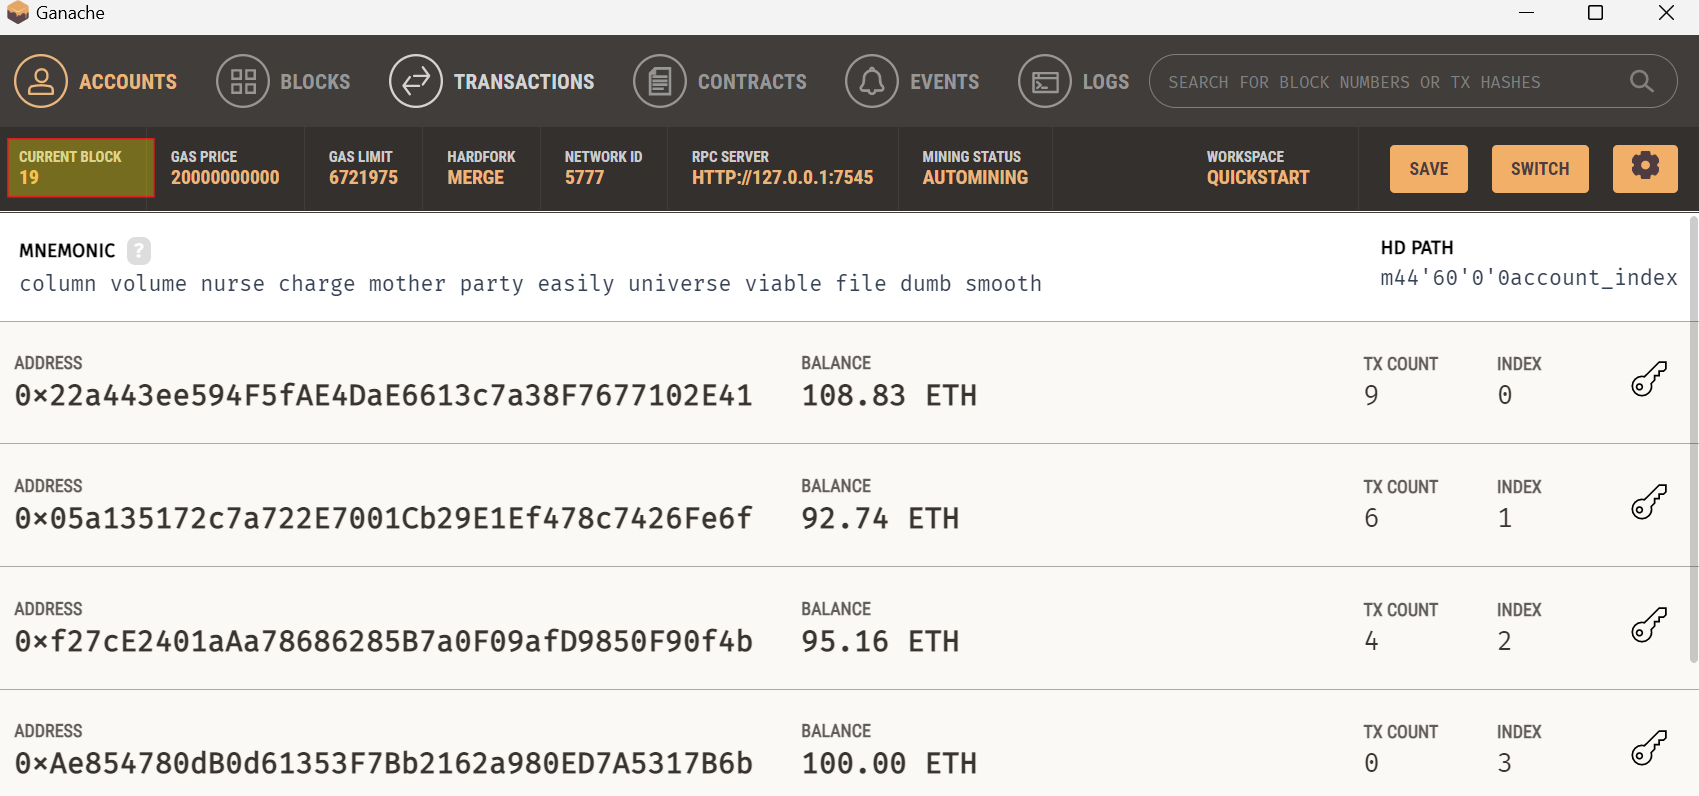 Ganache
ACCOUNTS BLOCKS TRANSACTIONS CONTRACTS EVENTS LOGS SEARCH FOR BLOCK NUMBERS OR TX HASHES
CURRENT BLOCK GAS PRICE GAS LIMIT HARDFORK NETWORK ID RPC SERVER MINING STATUS WORKSPACE
19 20000000000 6721975 MERGE 5777 HTTP://127.0.0.1:7545 AUTOMINING QUICKSTART SAVE SWITCH
MNEMONIC ? HD PATH
column volume nurse charge mother party easily universe viable file dumb smooth m44'60'0'0account_index
ADDRESS BALANCE TX COUNT INDEX
0×22a443ee594F5fAE4DaE6613c7a38F7677102E41 108.83 ETH 9 0
ADDRESS BALANCE TX COUNT INDEX
0×05a135172c7a722E7001Cb29E1Ef478c7426Fe6f 92.74 ETH 6 1
ADDRESS BALANCE TX COUNT INDEX
0×f27cE2401aAa78686285B7a0F09afD9850F90f4b 95.16 ETH 4 2
ADDRESS BALANCE TX COUNT INDEX
0×Ae854780dB0d61353F7Bb2162a980ED7A5317B6b 100.00 ETH 0 3